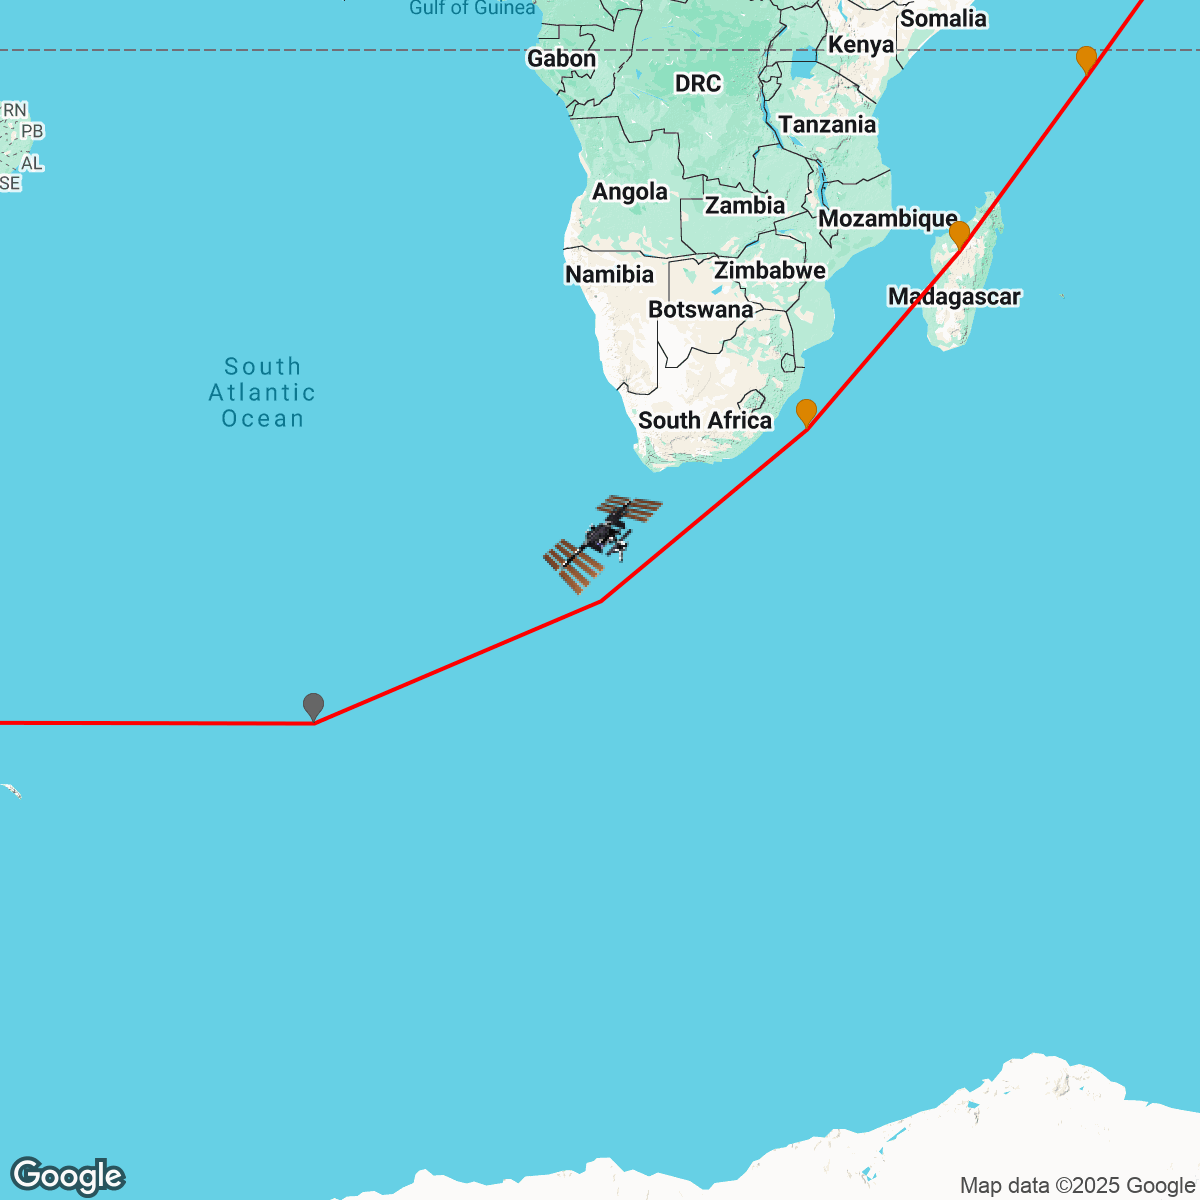 Gulf of Guinea
Somalia
Kenya
Gabon
DRC
RN
PB
Tanzania
AL
SE
Angola
Zambia
Mozambique
Namibia
Zimbabwe
Botswana
Madagascar
South
Atlantic
Ocean
South Africa
Google
Map data ©2025 Google